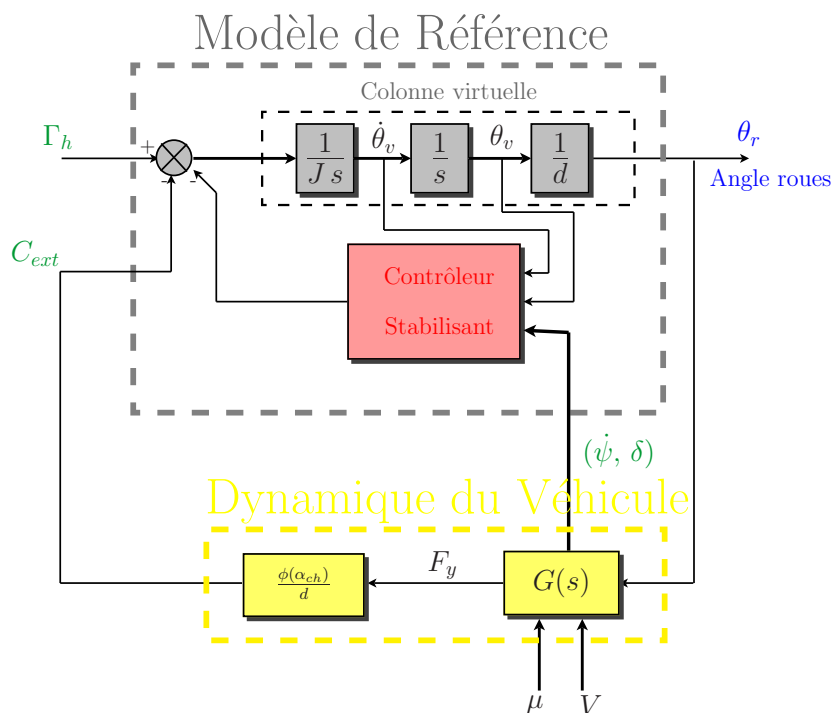 Modèle de Référence
Colonne virtuelle
Γ_h
+
1/(J s)
θ̇_v
1/s
θ_v
1/d
θ_r
Angle roues
-
-
C_ext
Contrôleur
Stabilisant
(ψ̇, δ)
Dynamique du Véhicule
ϕ(α_ch)/d
F_y
G(s)
μ
V